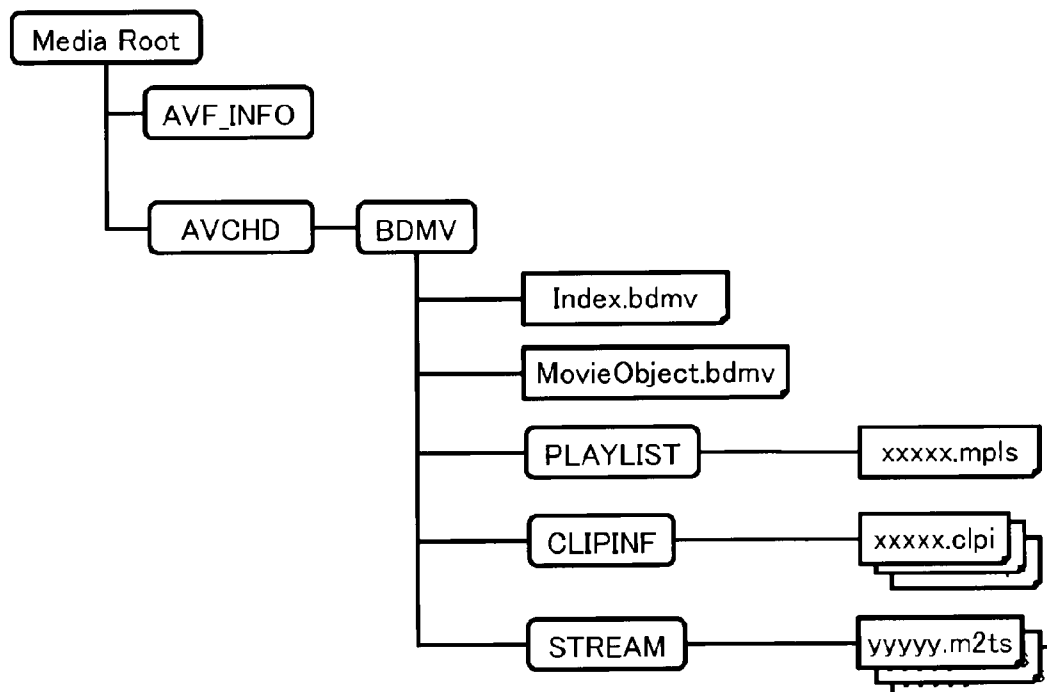 Media Root
AVF_INFO
AVCHD
BDMV
Index.bdmv
MovieObject.bdmv
PLAYLIST
xxxxx.mpls
CLIPINF
xxxxx.clpi
STREAM
yyyyy.m2ts